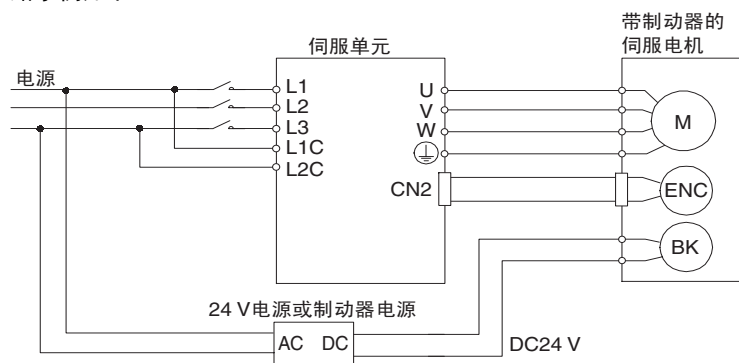 带制动器的
伺服电机
伺服单元
电源
L1
L2
L3
L1C
L2C
U
V
W
CN2
M
ENC
BK
24 V电源或制动器电源
AC DC
DC24 V